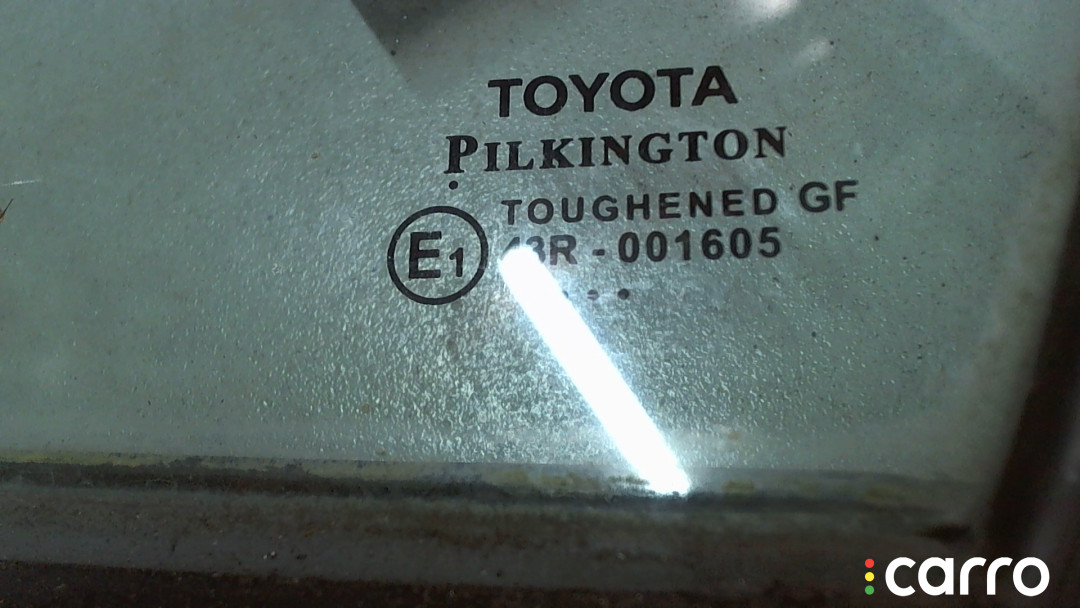 TOYOTA
PILKINGTON
TOUGHENED GF
E1
43R - 001605
carro